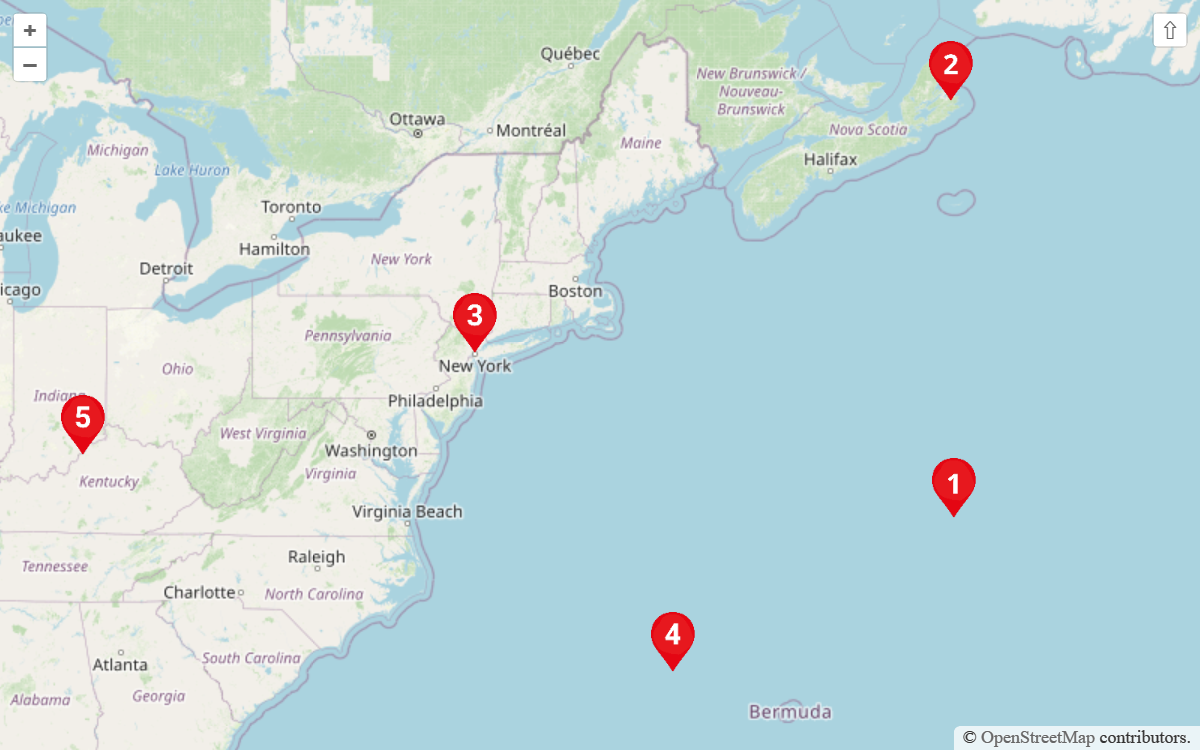 +
−
⇧
Québec
New Brunswick /
Nouveau-
Brunswick
2
Ottawa
Montréal
Nova Scotia
Maine
Michigan
Halifax
Lake Huron
ke Michigan
Toronto
aukee
Hamilton
New York
Detroit
icago
Boston
3
Pennsylvania
New York
Ohio
Philadelphia
5
West Virginia
Washington
Virginia
Kentucky
1
Virginia Beach
Raleigh
Tennessee
Charlotte
North Carolina
4
South Carolina
Atlanta
Georgia
Alabama
Bermuda
© OpenStreetMap contributors.